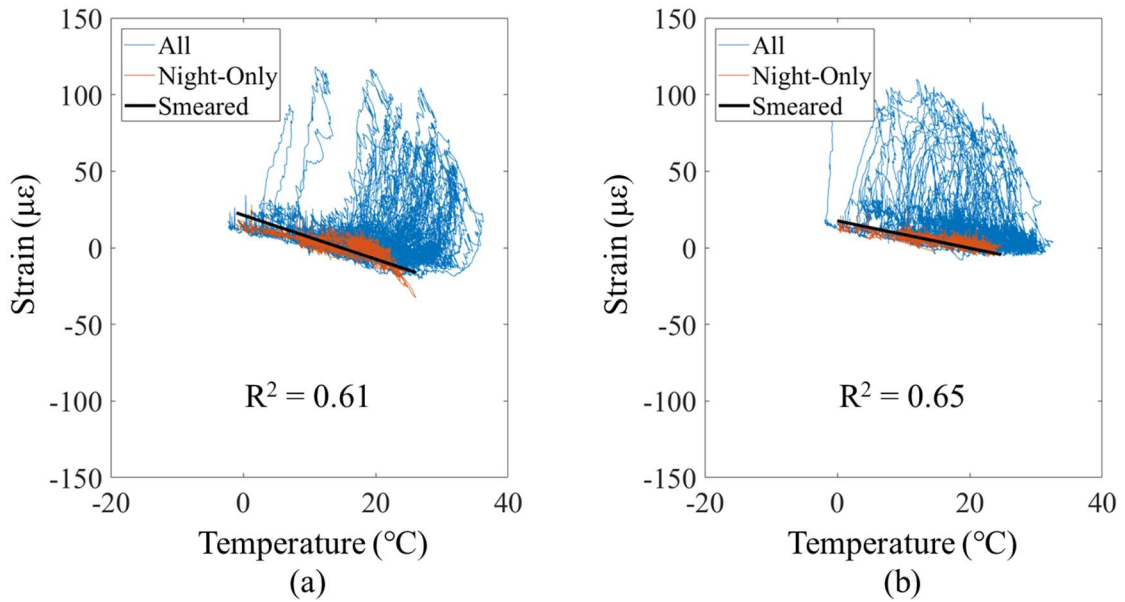 150
100
50
0
-50
-100
-150
-20
0
20
40
Strain (με)
Temperature (°C)
All
Night-Only
Smeared
R² = 0.61
(a)
150
100
50
0
-50
-100
-150
-20
0
20
40
Strain (με)
Temperature (°C)
All
Night-Only
Smeared
R² = 0.65
(b)